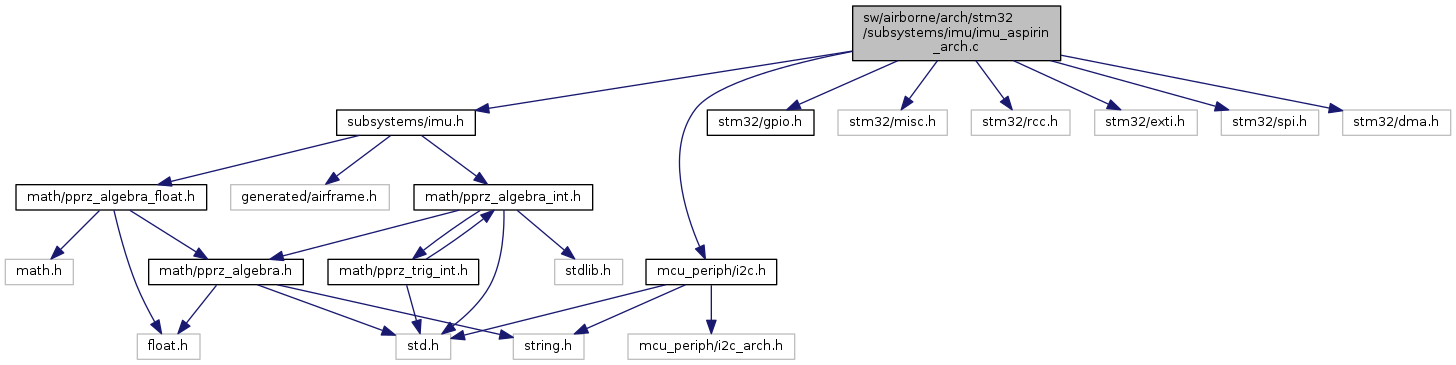 sw/airborne/arch/stm32
/subsystems/imu/imu_aspirin
_arch.c
subsystems/imu.h
stm32/gpio.h
stm32/misc.h
stm32/rcc.h
stm32/exti.h
stm32/spi.h
stm32/dma.h
math/pprz_algebra_float.h
generated/airframe.h
math/pprz_algebra_int.h
math.h
math/pprz_algebra.h
math/pprz_trig_int.h
stdlib.h
mcu_periph/i2c.h
float.h
std.h
string.h
mcu_periph/i2c_arch.h